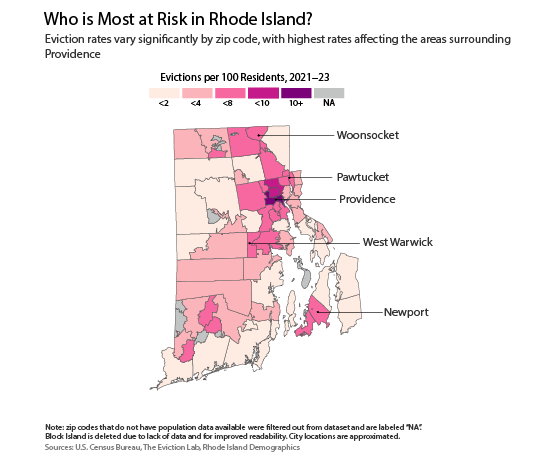 Who is Most at Risk in Rhode Island?
Eviction rates vary significantly by zip code, with highest rates affecting the areas surrounding
Providence
Evictions per 100 Residents, 2021–23
<2 <4 <8 <10 10+ NA
Woonsocket
Pawtucket
Providence
West Warwick
Newport
Note: zip codes that do not have population data available were filtered out from dataset and are labeled “NA”.
Block Island is deleted due to lack of data and for improved readability. City locations are approximated.
Sources: U.S. Census Bureau, The Eviction Lab, Rhode Island Demographics